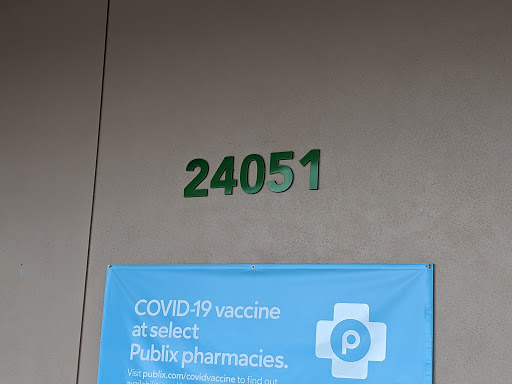 24051
COVID-19 vaccine
at select
Publix pharmacies.
p
Visit publix.com/covidvaccine to find out